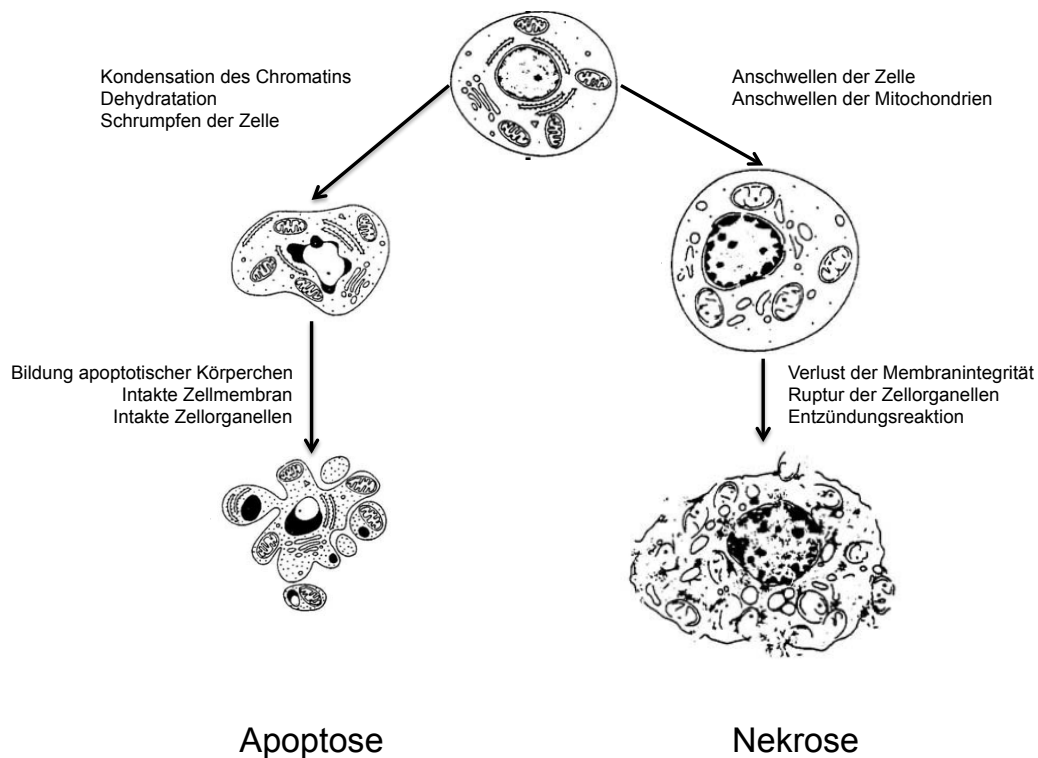 Kondensation des Chromatins
Dehydratation
Schrumpfen der Zelle
Anschwellen der Zelle
Anschwellen der Mitochondrien
Bildung apoptotischer Körperchen
Intakte Zellmembran
Intakte Zellorganellen
Verlust der Membranintegrität
Ruptur der Zellorganellen
Entzündungsreaktion
Apoptose
Nekrose